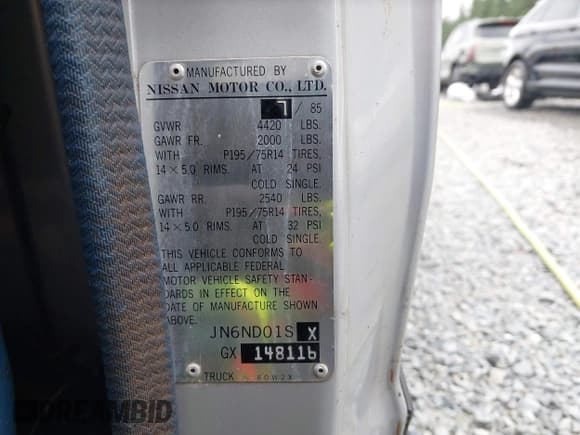 MANUFACTURED BY
NISSAN MOTOR CO., LTD.
7 / 85
GVWR 4420 LBS.
GAWR FR. 2000 LBS.
WITH P195/75R14 TIRES,
14×5.0 RIMS. AT 24 PSI
COLD SINGLE.
GAWR RR. 2540 LBS.
WITH P195/75R14 TIRES,
14×5.0 RIMS. AT 32 PSI
COLD SINGLE.
THIS VEHICLE CONFORMS TO
ALL APPLICABLE FEDERAL
MOTOR VEHICLE SAFETY STAN-
DARDS IN EFFECT ON THE
DATE OF MANUFACTURE SHOWN
ABOVE.
JN6ND01S X
GX 148116
TRUCK 60W2X
DREAMBID